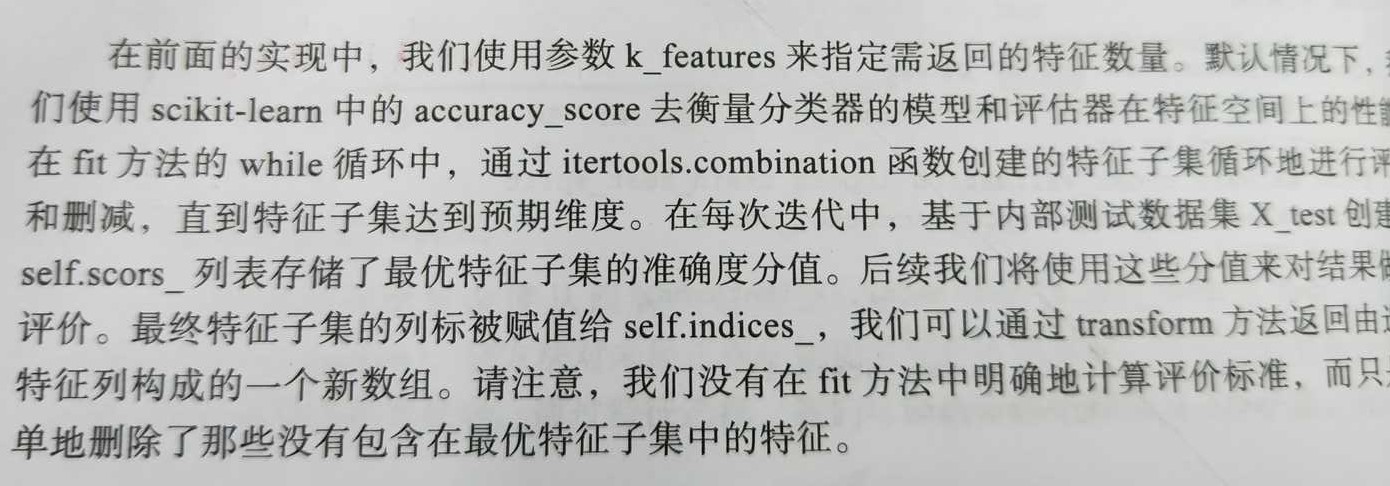 在前面的实现中，我们使用参数 k_features 来指定需返回的特征数量。默认情况下，
们使用 scikit-learn 中的 accuracy_score 去衡量分类器的模型和评估器在特征空间上的性
在 fit 方法的 while 循环中，通过 itertools.combination 函数创建的特征子集循环地进行评
和删减，直到特征子集达到预期维度。在每次迭代中，基于内部测试数据集 X_test 创建
self.scors_ 列表存储了最优特征子集的准确度分值。后续我们将使用这些分值来对结果做
评价。最终特征子集的列标被赋值给 self.indices_，我们可以通过 transform 方法返回由
特征列构成的一个新数组。请注意，我们没有在 fit 方法中明确地计算评价标准，而只
单地删除了那些没有包含在最优特征子集中的特征。